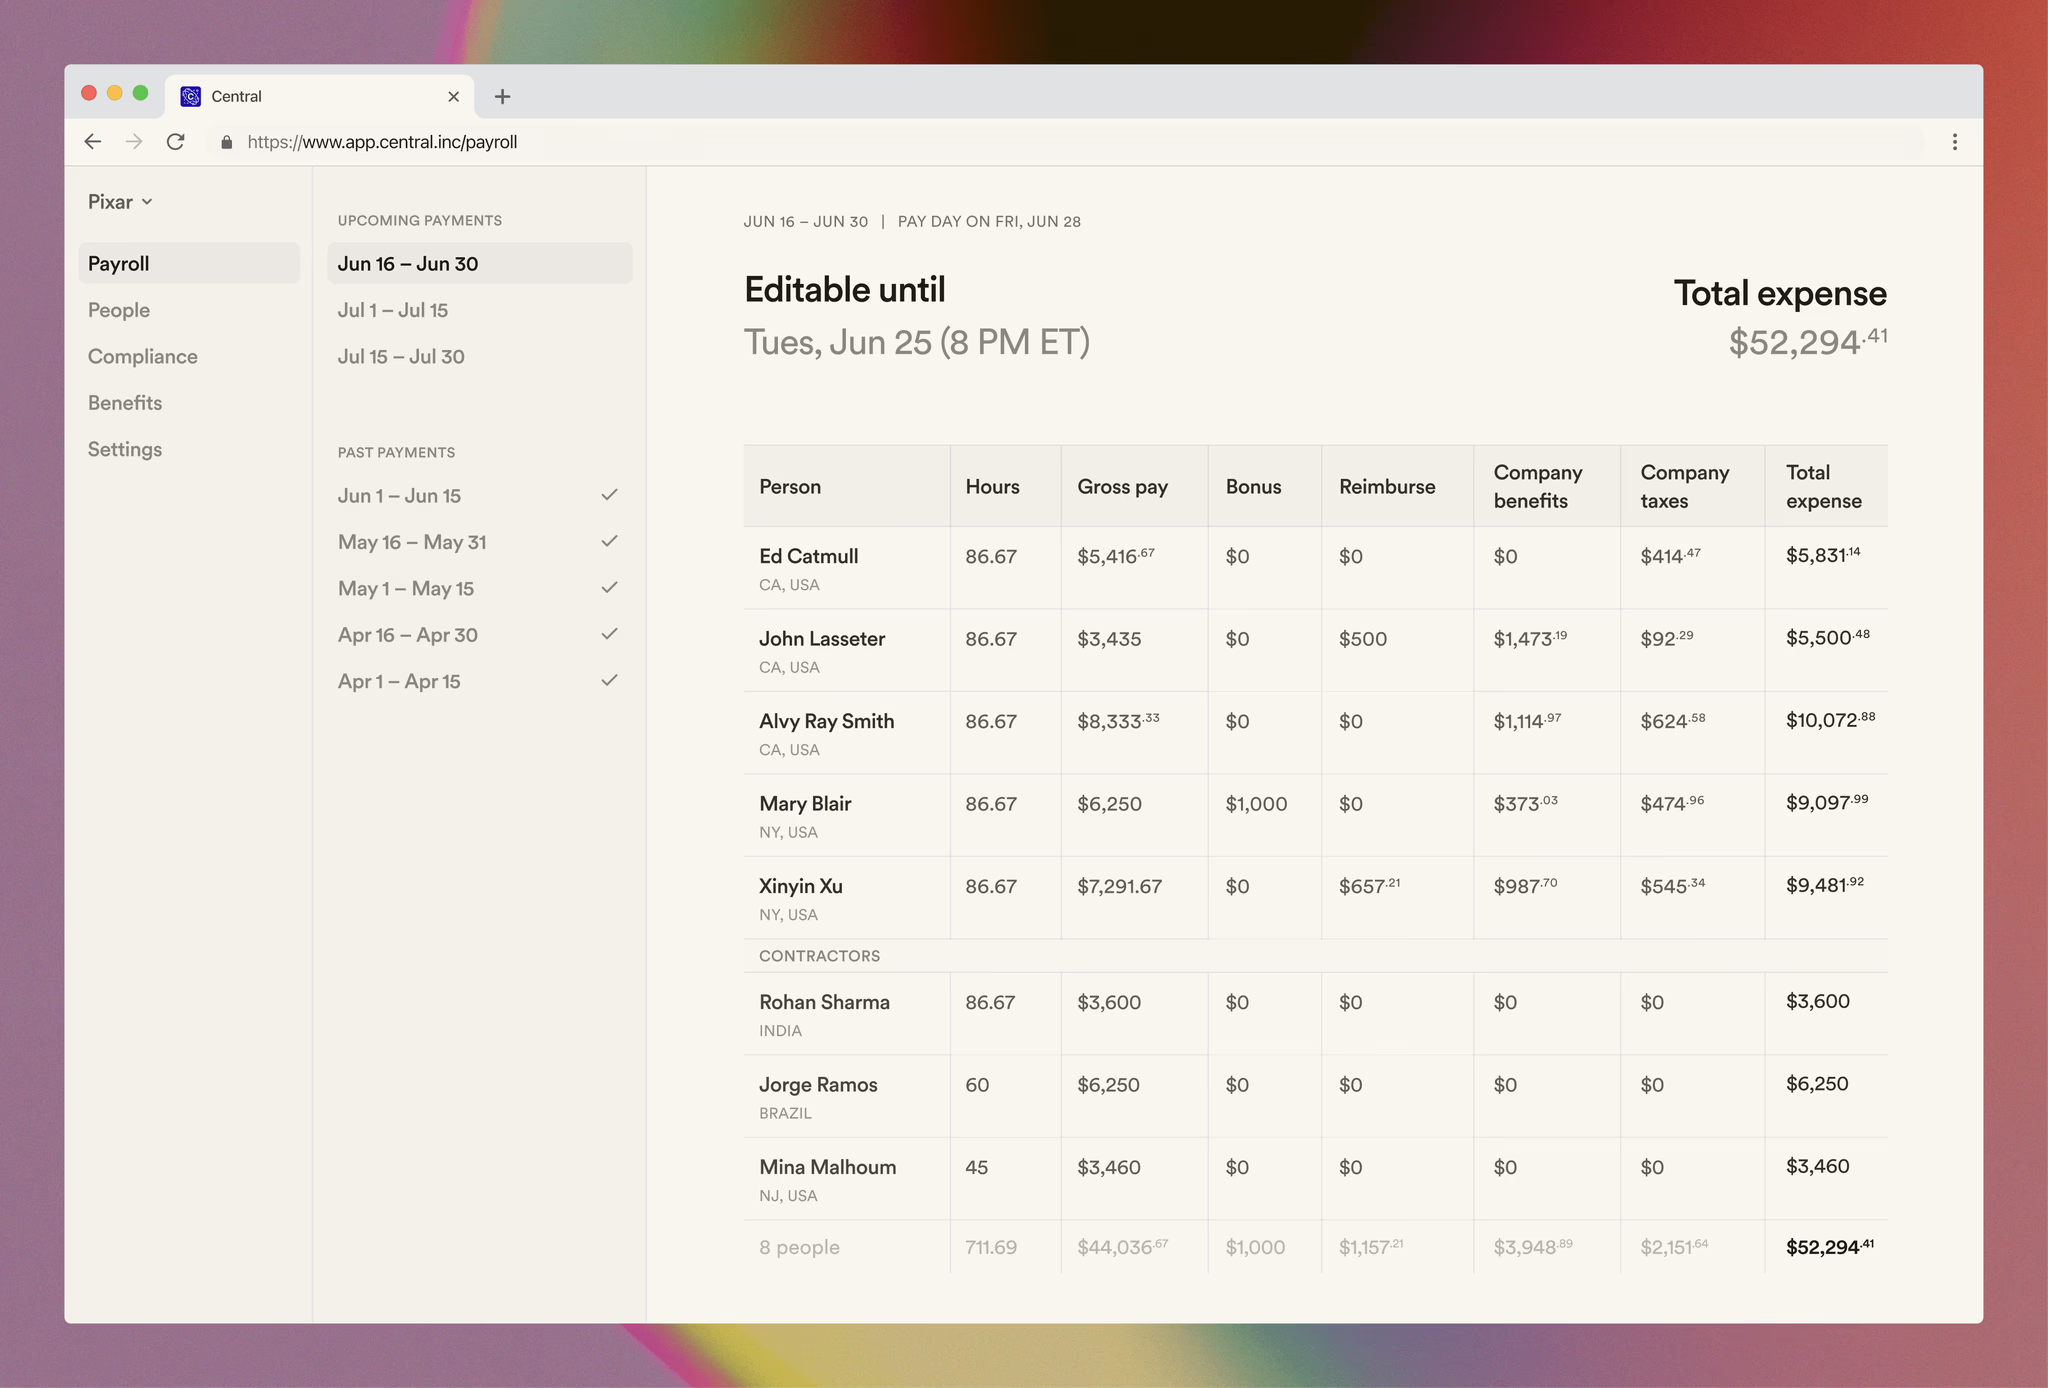 Central
https://www.app.central.inc/payroll
Pixar
Payroll
People
Compliance
Benefits
Settings
UPCOMING PAYMENTS
Jun 16 – Jun 30
Jul 1 – Jul 15
Jul 15 – Jul 30
PAST PAYMENTS
Jun 1 – Jun 15
May 16 – May 31
May 1 – May 15
Apr 16 – Apr 30
Apr 1 – Apr 15
JUN 16 – JUN 30 | PAY DAY ON FRI, JUN 28
Editable until
Tues, Jun 25 (8 PM ET)
Total expense
$52,294.41
Person Hours Gross pay Bonus Reimburse Company benefits Company taxes Total expense
Ed Catmull 86.67 $5,416.67 $0 $0 $0 $414.47 $5,831.14
CA, USA
John Lasseter 86.67 $3,435 $0 $500 $1,473.19 $92.29 $5,500.48
CA, USA
Alvy Ray Smith 86.67 $8,333.33 $0 $0 $1,114.97 $624.58 $10,072.88
CA, USA
Mary Blair 86.67 $6,250 $1,000 $0 $373.03 $474.96 $9,097.99
NY, USA
Xinyin Xu 86.67 $7,291.67 $0 $657.21 $987.70 $545.34 $9,481.92
NY, USA
CONTRACTORS
Rohan Sharma 86.67 $3,600 $0 $0 $0 $0 $3,600
INDIA
Jorge Ramos 60 $6,250 $0 $0 $0 $0 $6,250
BRAZIL
Mina Malhoum 45 $3,460 $0 $0 $0 $0 $3,460
NJ, USA
8 people 711.69 $44,036.67 $1,000 $1,157.21 $3,948.89 $2,151.64 $52,294.41